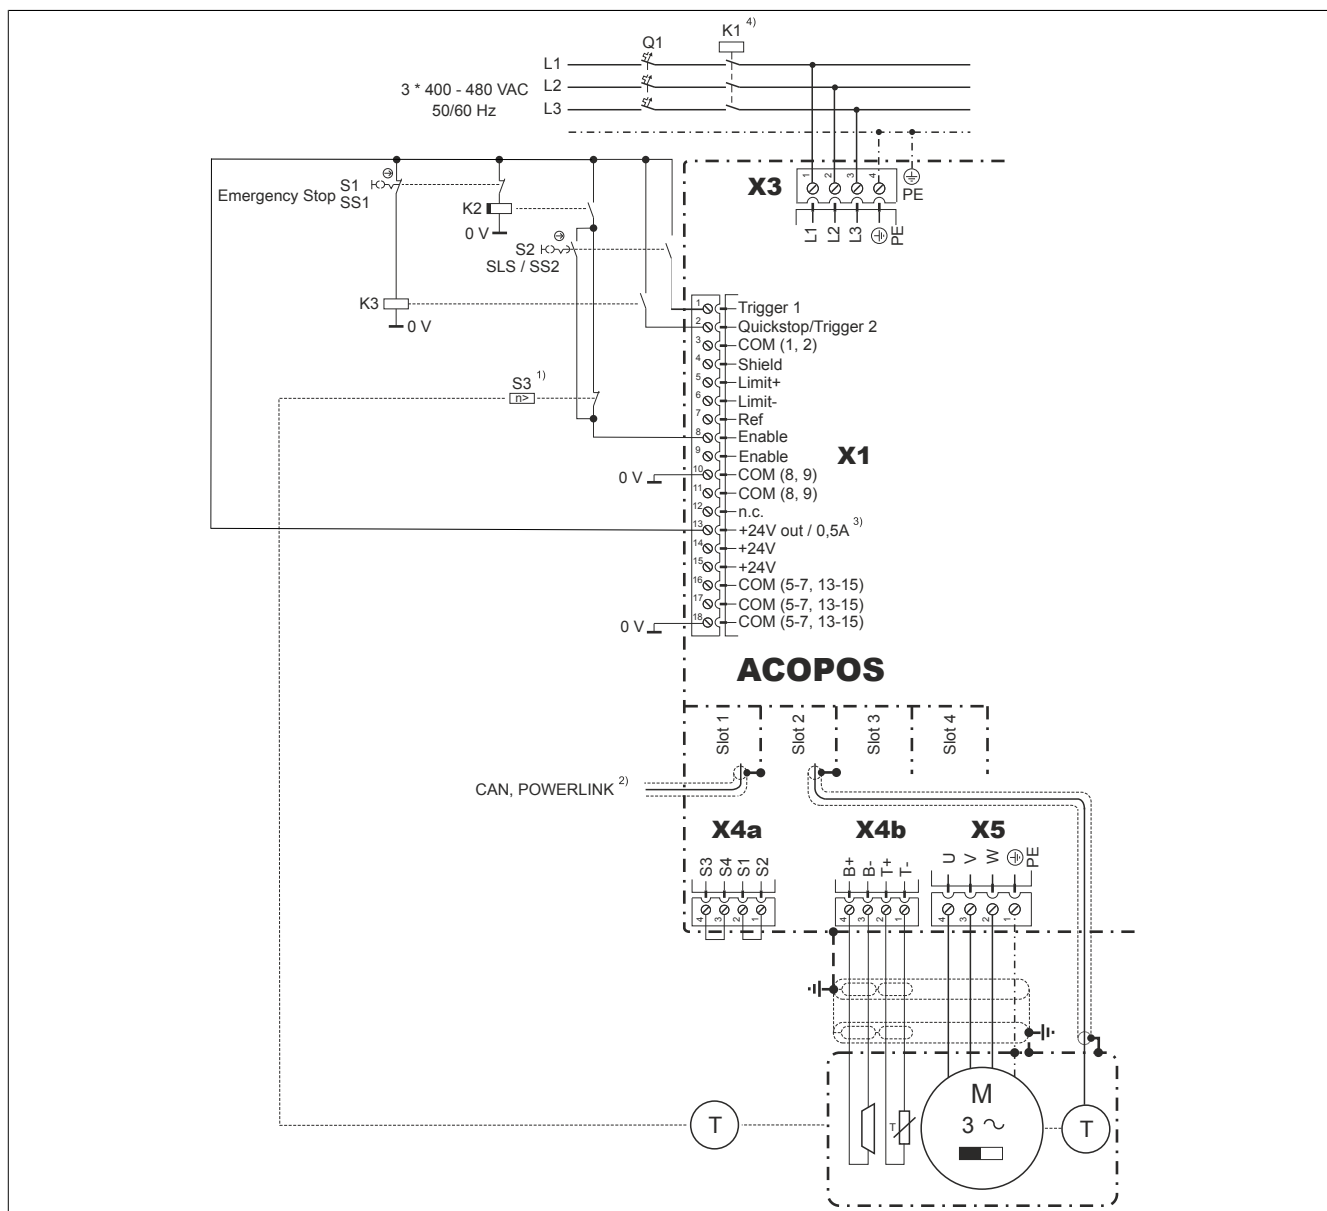 K1 4)
Q1
L1
L2
L3
3 * 400 - 480 VAC
50/60 Hz
X3
1 2 3 4
PE
L1 L2 L3 PE
Emergency Stop
S1
SS1
K2
0 V
S2
SLS / SS2
K3
0 V
S3 1)
n>
1 Trigger 1
2 Quickstop/Trigger 2
3 COM (1, 2)
4 Shield
5 Limit+
6 Limit-
7 Ref
8 Enable
9 Enable
10 COM (8, 9)
11 COM (8, 9)
12 n.c.
13 +24V out / 0,5A 3)
14 +24V
15 +24V
16 COM (5-7, 13-15)
17 COM (5-7, 13-15)
18 COM (5-7, 13-15)
X1
0 V
0 V
ACOPOS
Slot 1
Slot 2
Slot 3
Slot 4
CAN, POWERLINK 2)
X4a
X4b
X5
S3 S4 S1 S2
4 3 2 1
B+ B- T+ T-
4 3 2 1
U V W PE
4 3 2 1
T
T
M
3 ~
T